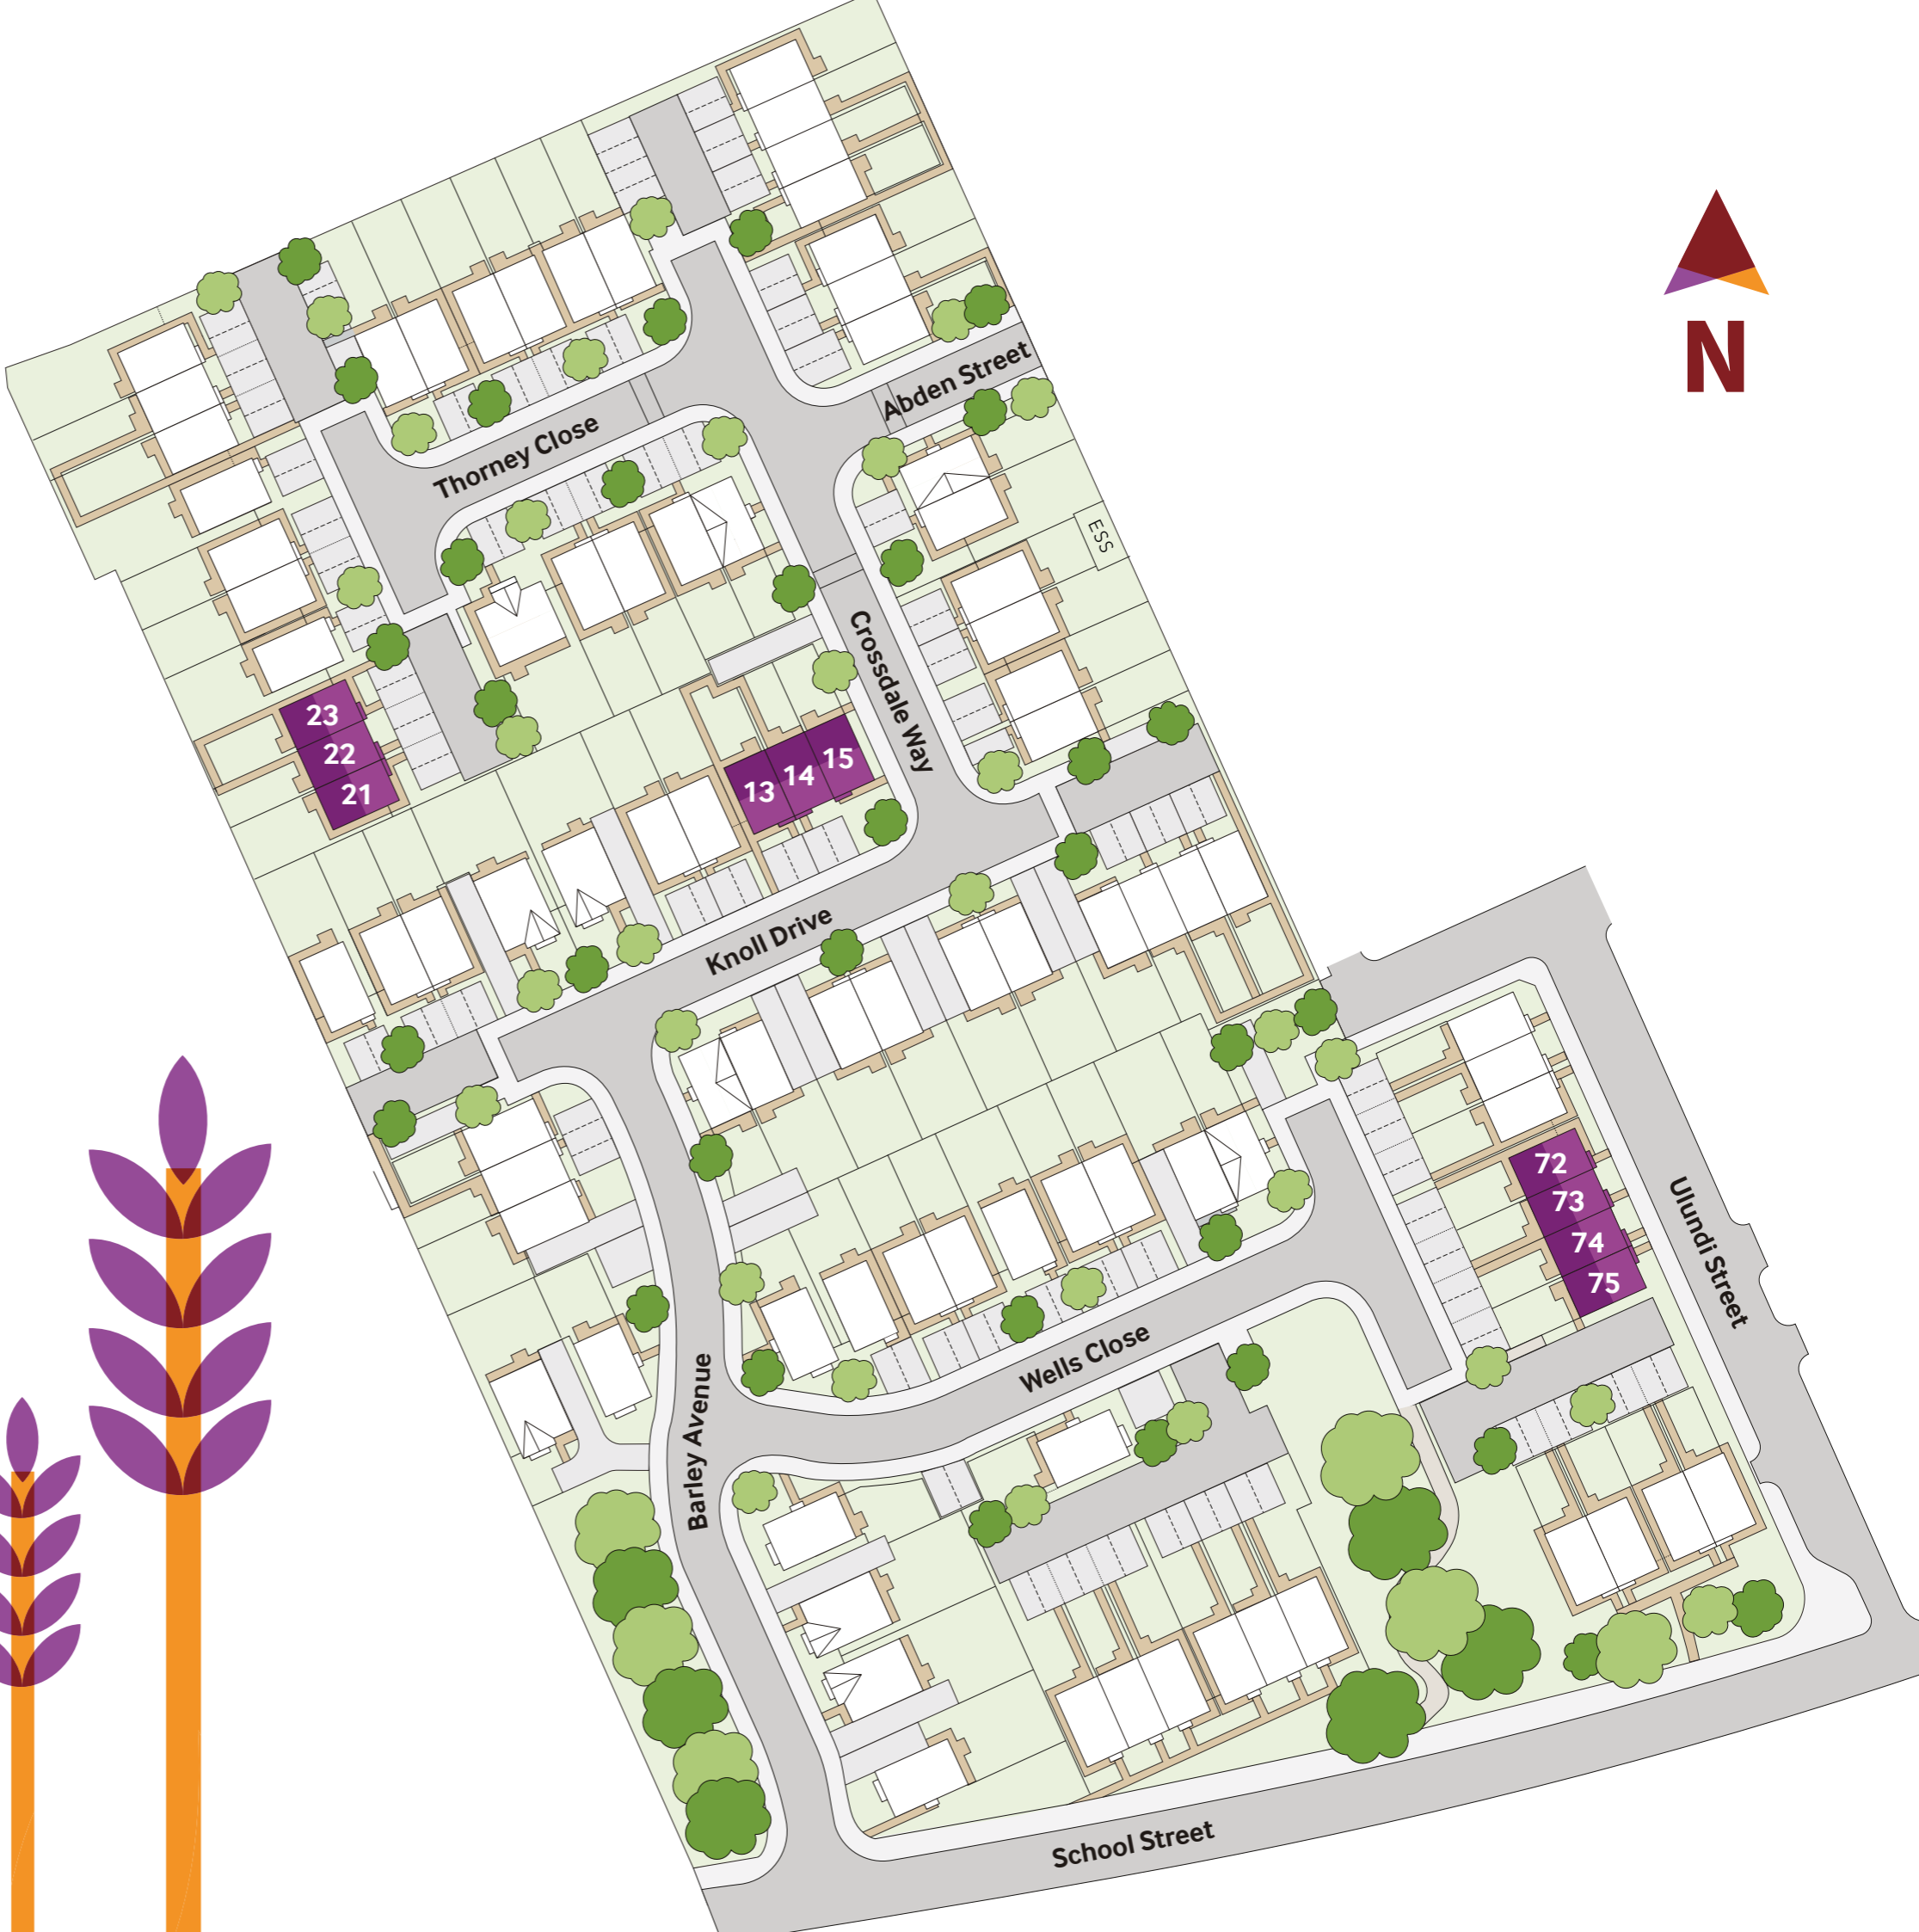 N
Abden Street
Thorney Close
ESS
Crossdale Way
23
22
21
15
14
13
Knoll Drive
72
73
74
75
Ulundi Street
Wells Close
Barley Avenue
School Street